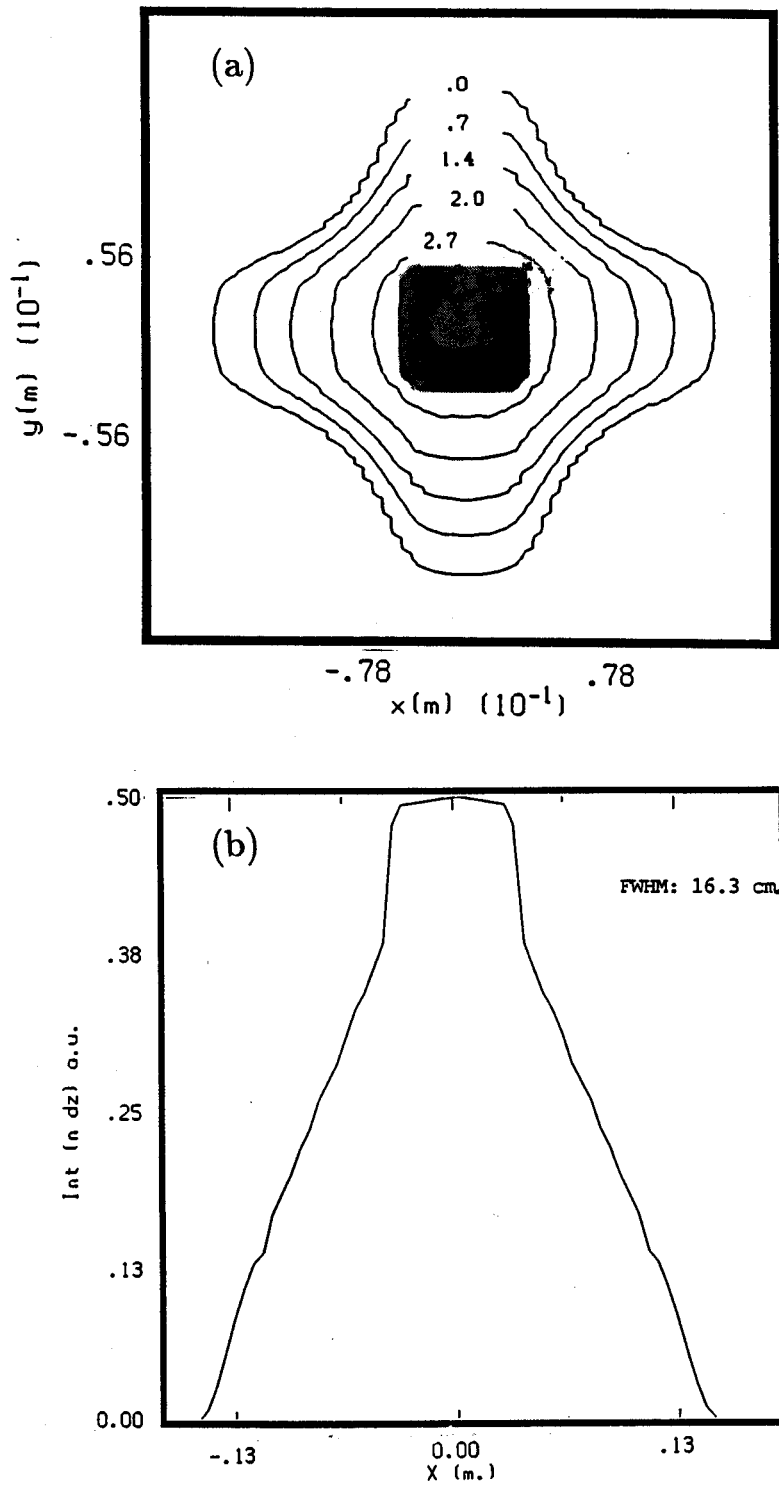 (a)
.0
.7
1.4
2.0
2.7
.56
-.56
y(m) (10⁻¹)
-.78
.78
x(m) (10⁻¹)
(b)
FWHM: 16.3 cm.
.50
.38
.25
.13
0.00
Int (n dz) a.u.
-.13
0.00
.13
X (m.)